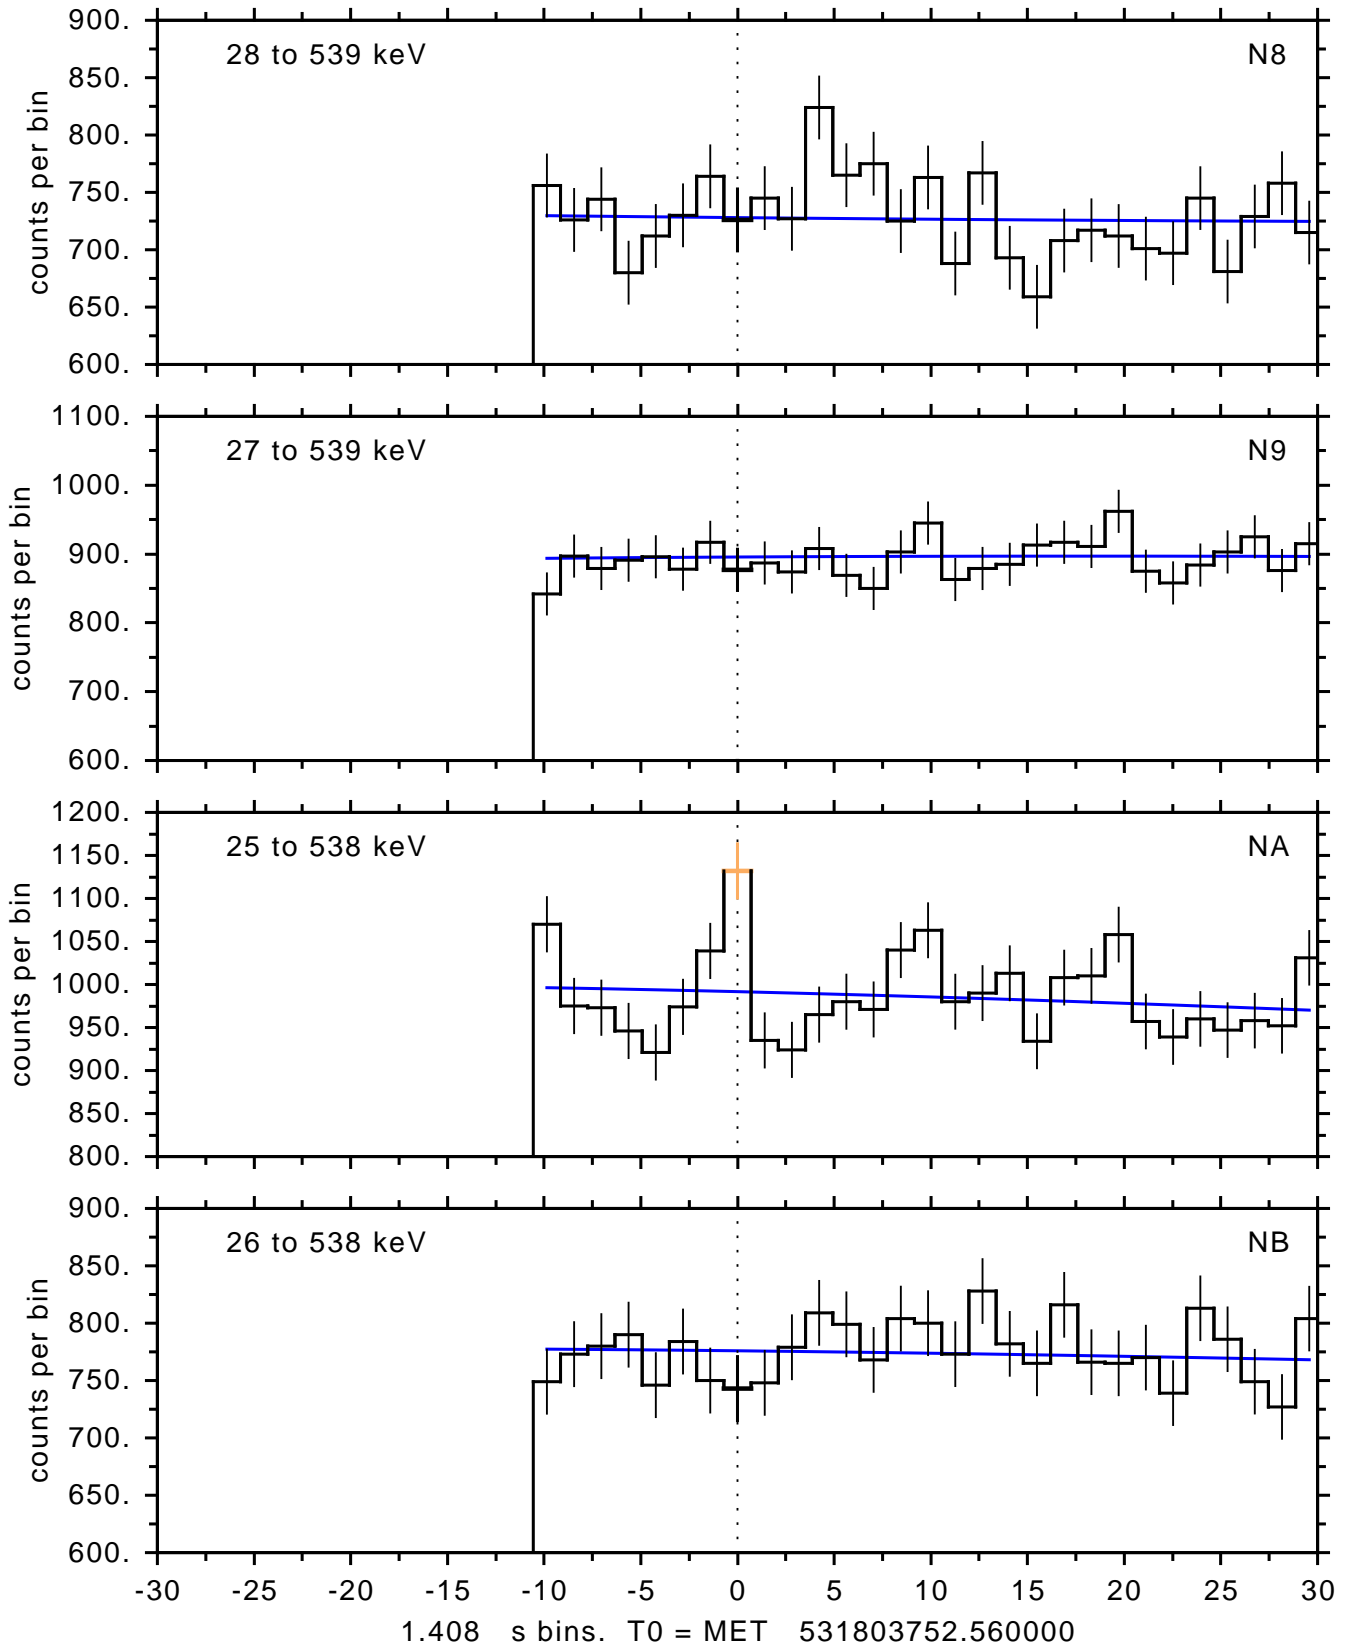 900.
28 to 539 keV N8
850.
800.
750.
700.
650.
600.
counts per bin
1100.
27 to 539 keV N9
1000.
900.
800.
700.
600.
counts per bin
1200.
25 to 538 keV NA
1150.
1100.
1050.
1000.
950.
900.
850.
800.
counts per bin
900.
26 to 538 keV NB
850.
800.
750.
700.
650.
600.
counts per bin
-30 -25 -20 -15 -10 -5 0 5 10 15 20 25 30
1.408 s bins. T0 = MET 531803752.560000